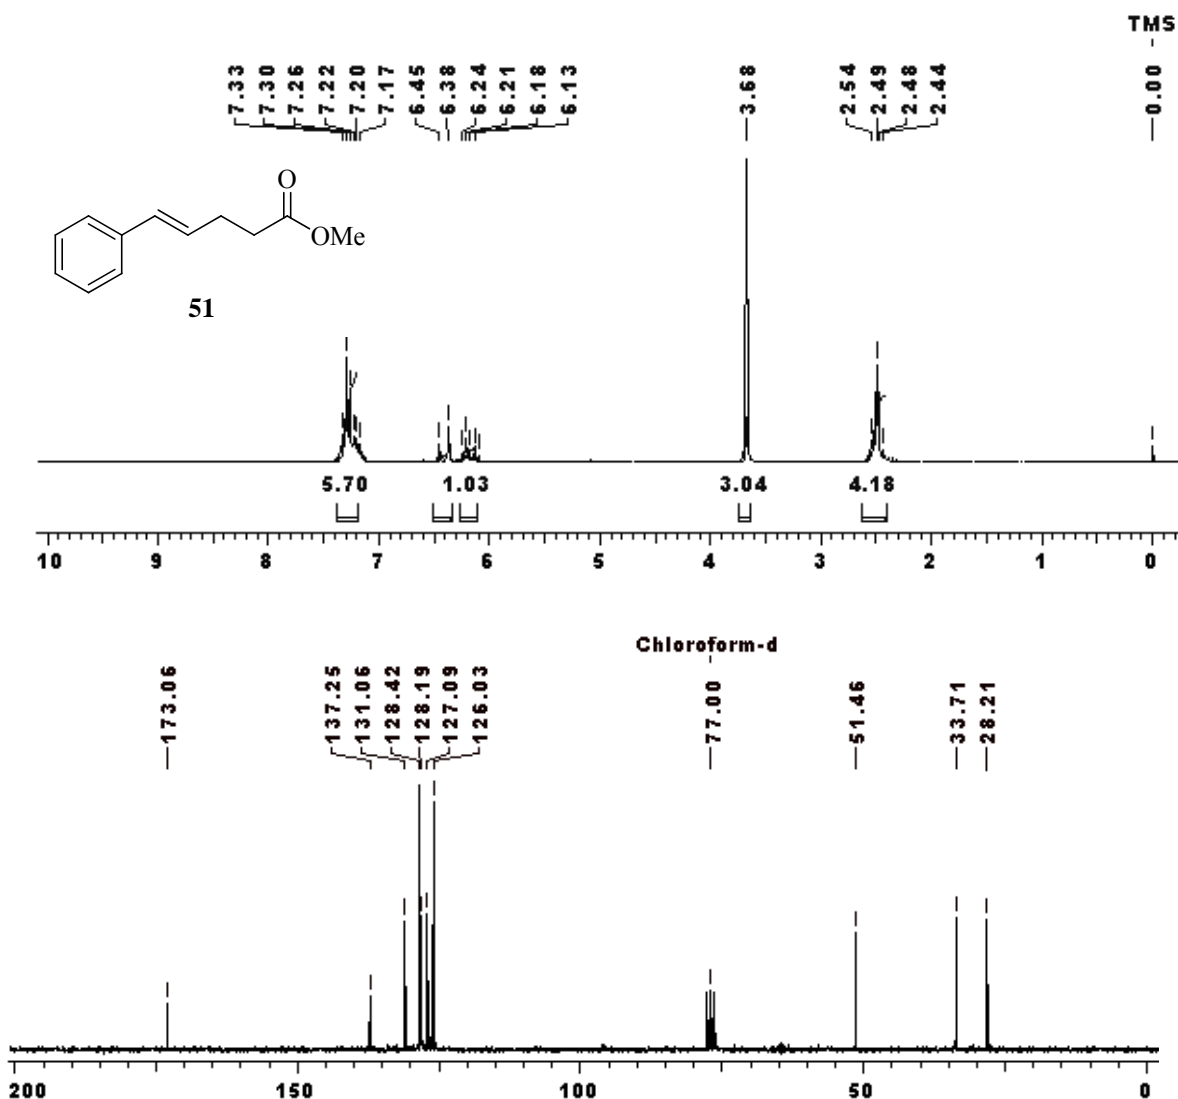 TMS
7.33 7.30 7.26 7.22 7.20 7.17 6.45 6.38 6.24 6.21 6.18 6.13 3.68 2.54 2.49 2.48 2.44 0.00
O
OMe
51
5.70 1.03 3.04 4.18
10 9 8 7 6 5 4 3 2 1 0
Chloroform-d
173.06 137.25 131.06 128.42 128.19 127.09 126.03 77.00 51.46 33.71 28.21
200 150 100 50 0